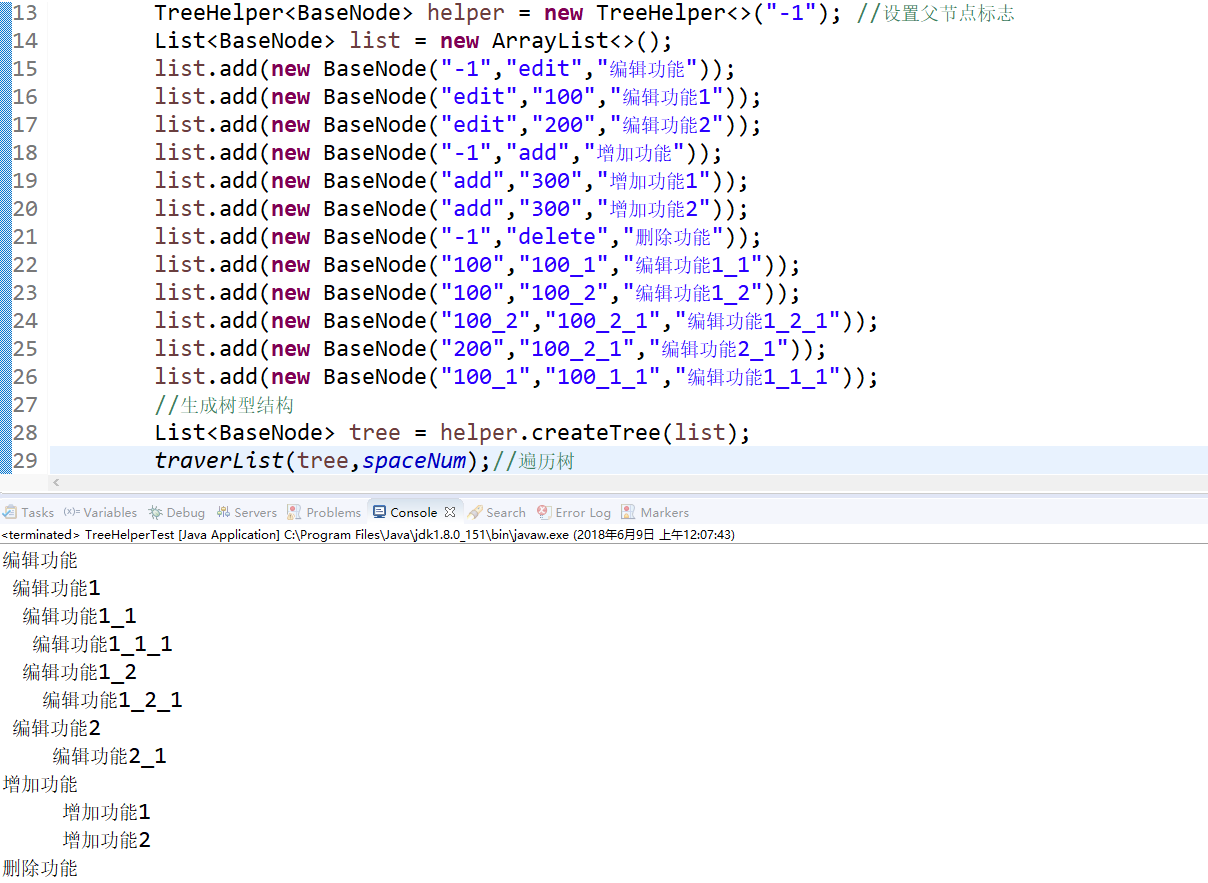 13 TreeHelper<BaseNode> helper = new TreeHelper<>("-1"); //设置父节点标志
14 List<BaseNode> list = new ArrayList<>();
15 list.add(new BaseNode("-1","edit","编辑功能"));
16 list.add(new BaseNode("edit","100","编辑功能1"));
17 list.add(new BaseNode("edit","200","编辑功能2"));
18 list.add(new BaseNode("-1","add","增加功能"));
19 list.add(new BaseNode("add","300","增加功能1"));
20 list.add(new BaseNode("add","300","增加功能2"));
21 list.add(new BaseNode("-1","delete","删除功能"));
22 list.add(new BaseNode("100","100_1","编辑功能1_1"));
23 list.add(new BaseNode("100","100_2","编辑功能1_2"));
24 list.add(new BaseNode("100_2","100_2_1","编辑功能1_2_1"));
25 list.add(new BaseNode("200","100_2_1","编辑功能2_1"));
26 list.add(new BaseNode("100_1","100_1_1","编辑功能1_1_1"));
27 //生成树型结构
28 List<BaseNode> tree = helper.createTree(list);
29 traverList(tree,spaceNum);//遍历树
Tasks (x)= Variables Debug Servers Problems Console Search Error Log Markers
<terminated> TreeHelperTest [Java Application] C:\Program Files\Java\jdk1.8.0_151\bin\javaw.exe (2018年6月9日 上午12:07:43)
编辑功能
编辑功能1
编辑功能1_1
编辑功能1_1_1
编辑功能1_2
编辑功能1_2_1
编辑功能2
编辑功能2_1
增加功能
增加功能1
增加功能2
删除功能